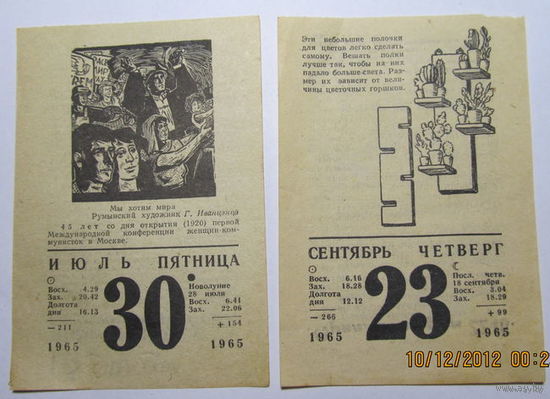 Мы хотим мира
Румынский художник Г. Иванцэнко
45 лет со дня открытия (1920) первой
Международной конференции женщин-ком-
мунисток в Москве.
ИЮЛЬ ПЯТНИЦА
Восх. 4.29
Зах. 20.42
Долгота
дня 16.13
— 211
1965
30
Новолуние
28 июля
Восх. 6.41
Зах. 22.06
+ 154
1965
Эти небольшие полочки
для цветов легко сделать
самому. Вешать полки
лучше так, чтобы на них
падало больше света. Раз-
мер их зависит от вели-
чины цветочных горшков.
СЕНТЯБРЬ ЧЕТВЕРГ
Восх. 6.16
Зах. 18.28
Долгота
дня 12.12
— 266
1965
23
Посл. четв.
18 сентября
Восх. 3.04
Зах. 18.29
+ 99
1965
10/12/2012 00:2